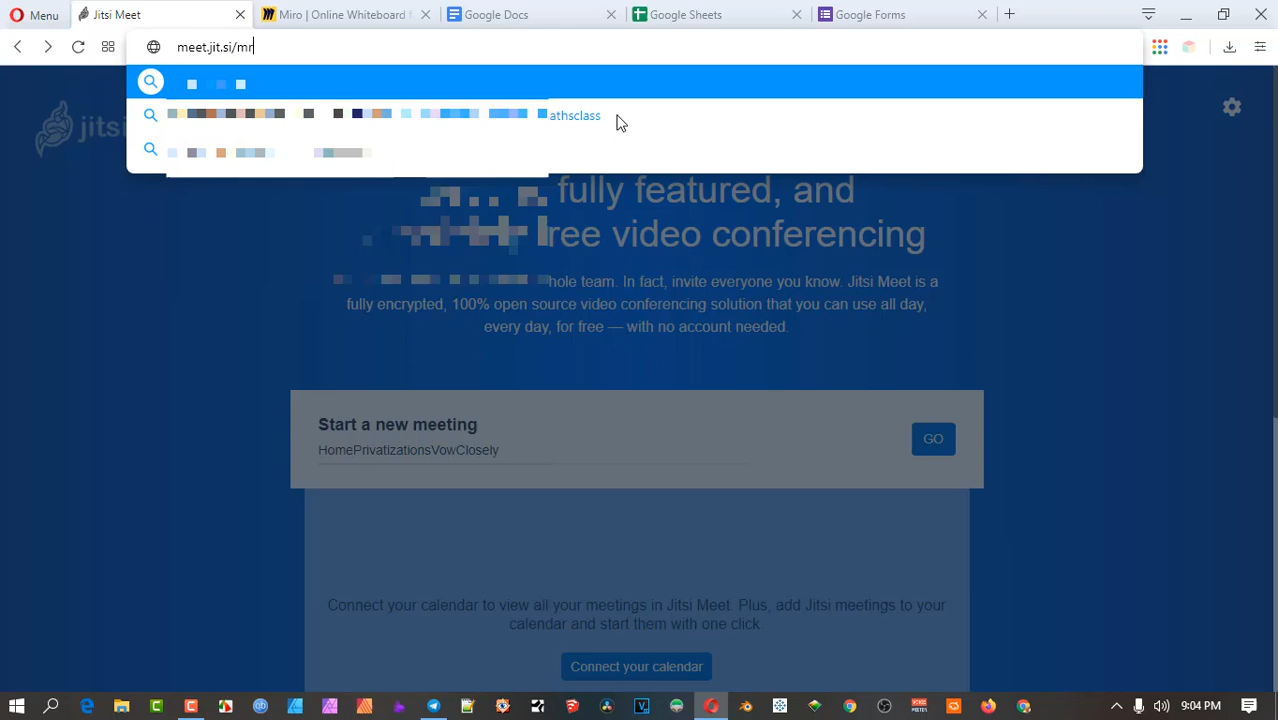 Menu Jitsi Meet Miro | Online Whiteboard f Google Docs Google Sheets Google Forms
meet.jit.si/mr
athsclass
jitsi
fully featured, and
ree video conferencing
hole team. In fact, invite everyone you know. Jitsi Meet is a
fully encrypted, 100% open source video conferencing solution that you can use all day,
every day, for free — with no account needed.
Start a new meeting
HomePrivatizationsVowClosely
GO
Connect your calendar to view all your meetings in Jitsi Meet. Plus, add Jitsi meetings to your
calendar and start them with one click.
Connect your calendar
9:04 PM